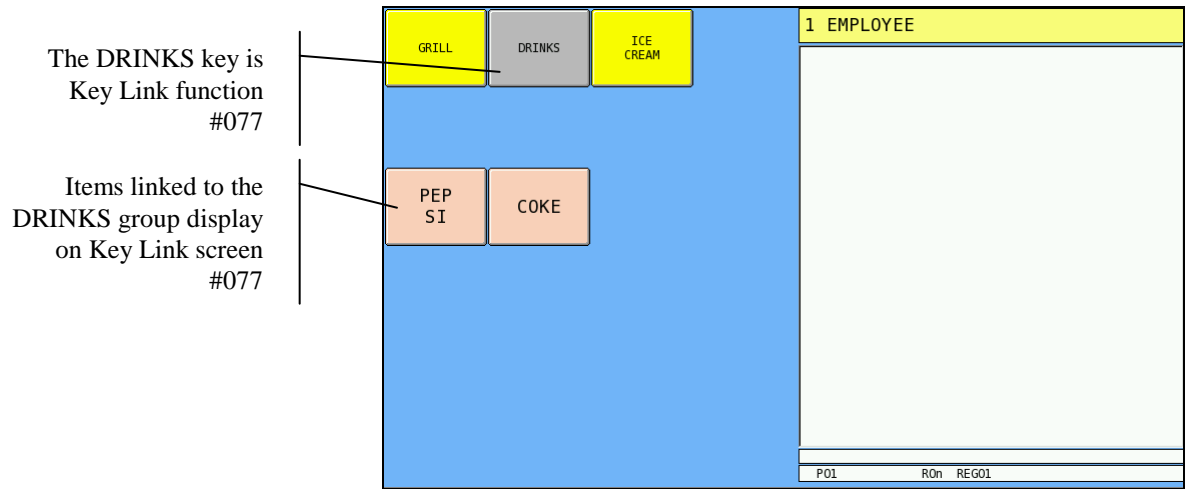 The DRINKS key is
Key Link function
#077
Items linked to the
DRINKS group display
on Key Link screen
#077
GRILL
DRINKS
ICE
CREAM
PEP
SI
COKE
1 EMPLOYEE
P01 R0n REG01